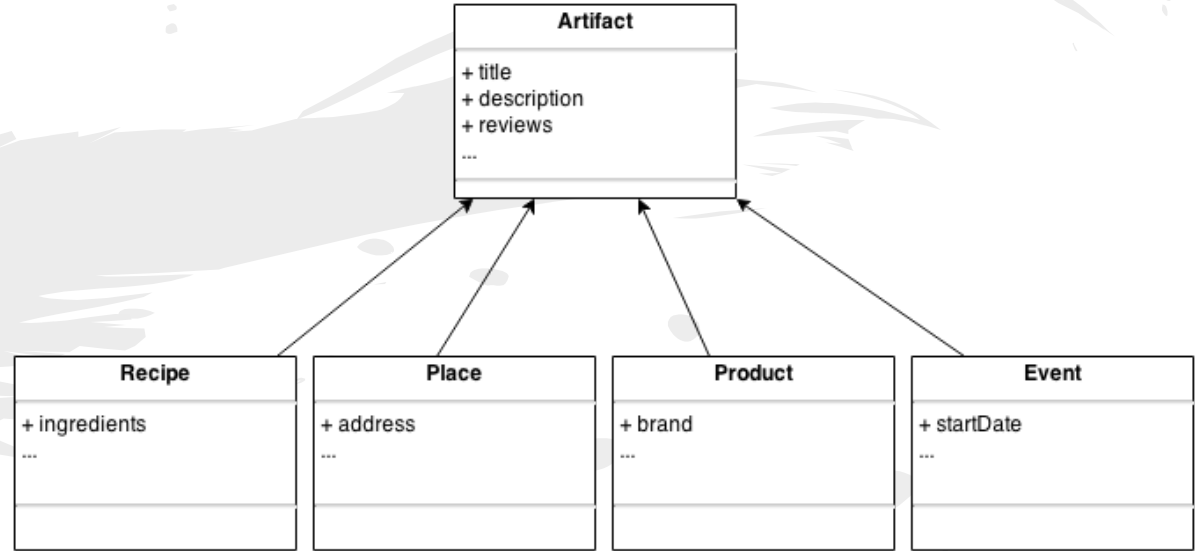 Artifact
+ title
+ description
+ reviews
...
Recipe
+ ingredients
...
Place
+ address
...
Product
+ brand
...
Event
+ startDate
...